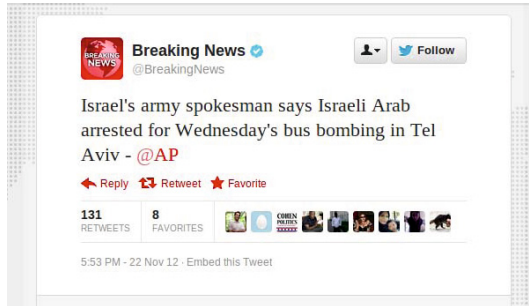 BREAKING
NEWS
Breaking News
@BreakingNews
Follow
Israel's army spokesman says Israeli Arab
arrested for Wednesday's bus bombing in Tel
Aviv - @AP
Reply Retweet Favorite
131 8
RETWEETS FAVORITES
COHEN
POLITICS
5:53 PM - 22 Nov 12 · Embed this Tweet